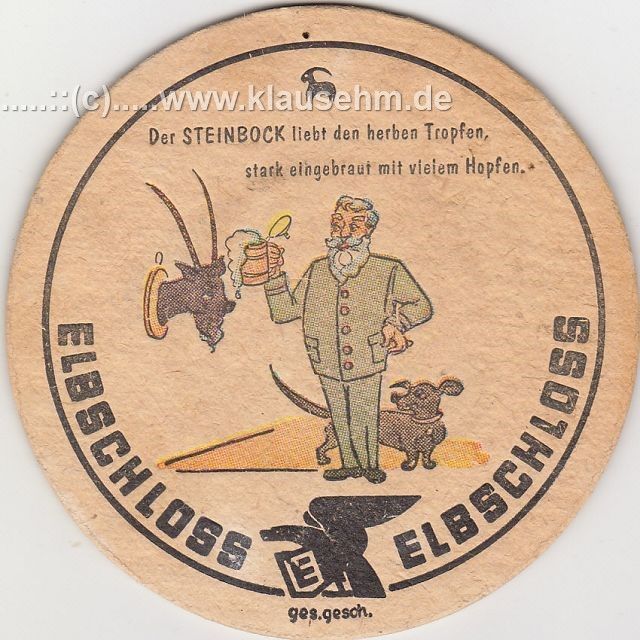 .....::(c).....www.klausehm.de
Der STEINBOCK liebt den herben Tropfen,
stark eingebraut mit vielem Hopfen.
ELBSCHLOSS
ELBSCHLOSS
E
ges.gesch.